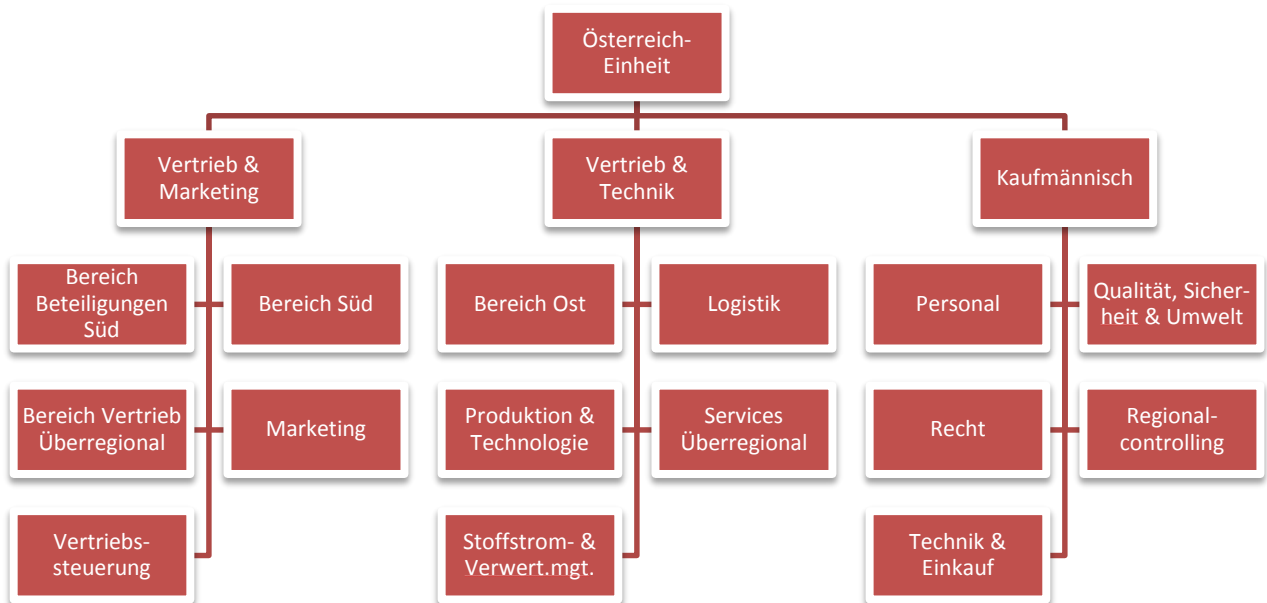 Österreich-
Einheit
Vertrieb &
Marketing
Vertrieb &
Technik
Kaufmännisch
Bereich
Beteiligungen
Süd
Bereich Süd
Bereich Ost
Logistik
Personal
Qualität, Sicher-
heit & Umwelt
Bereich Vertrieb
Überregional
Marketing
Produktion &
Technologie
Services
Überregional
Recht
Regional-
controlling
Vertriebs-
steuerung
Stoffstrom- &
Verwert.mgt.
Technik &
Einkauf